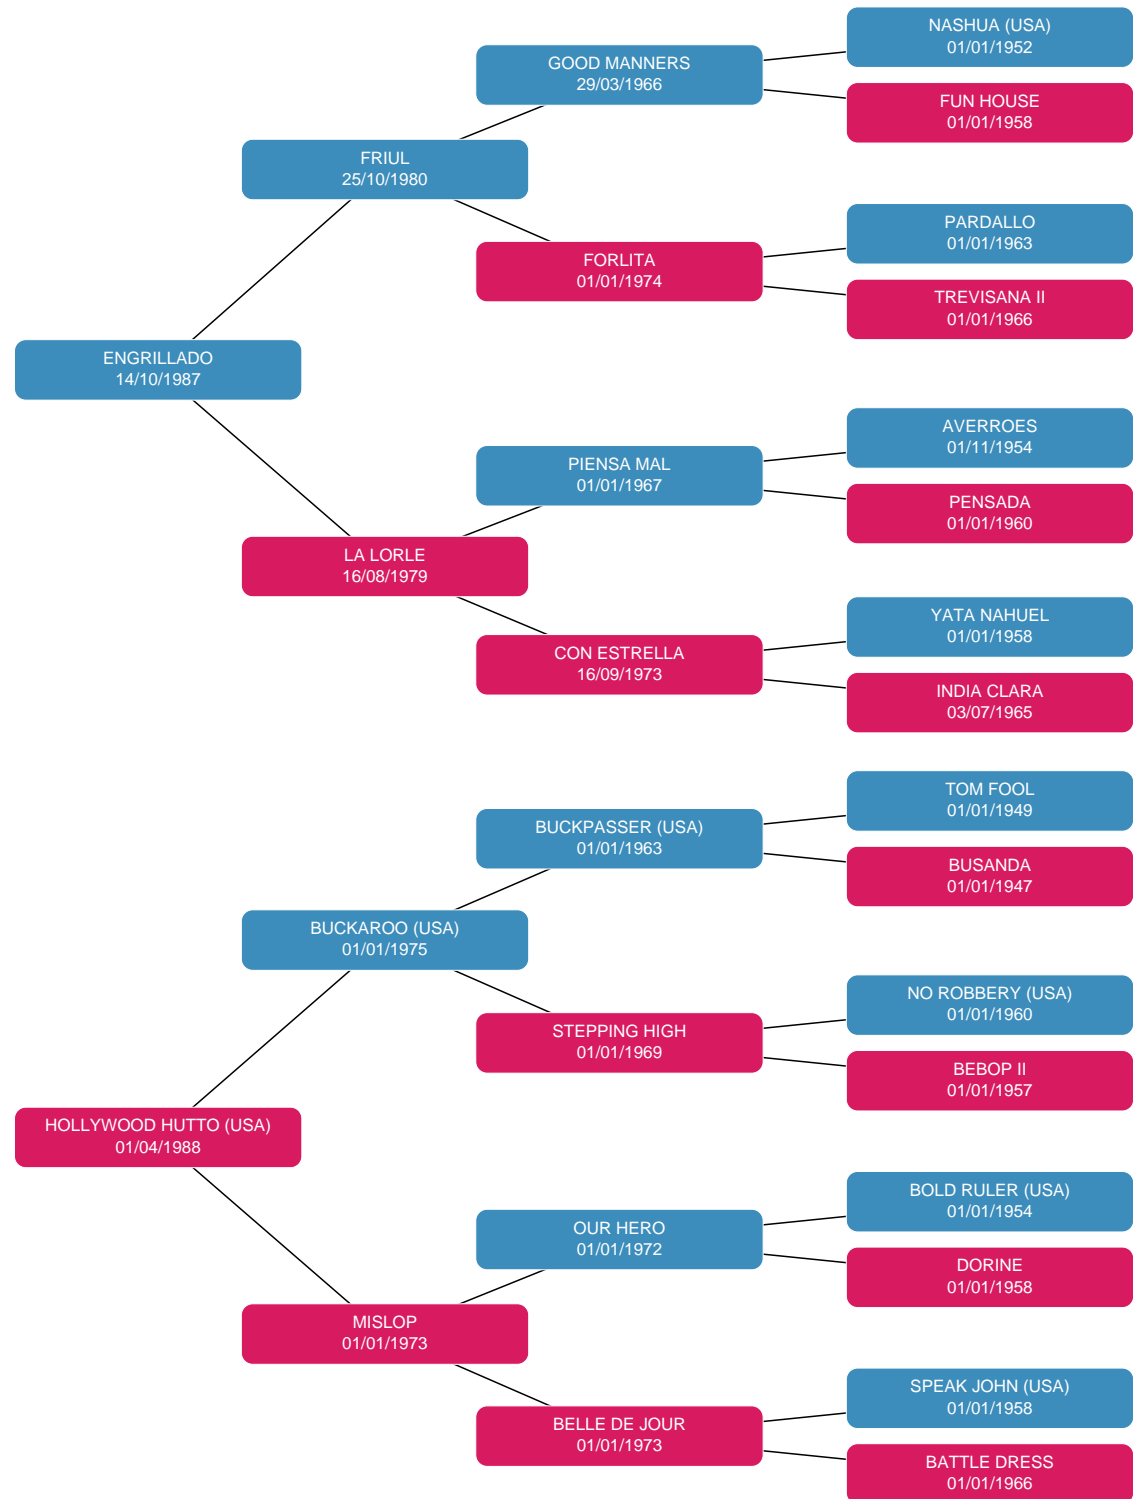 NASHUA (USA)
01/01/1952
GOOD MANNERS
29/03/1966
FUN HOUSE
01/01/1958
FRIUL
25/10/1980
PARDALLO
01/01/1963
FORLITA
01/01/1974
TREVISANA II
01/01/1966
ENGRILLADO
14/10/1987
AVERROES
01/11/1954
PIENSA MAL
01/01/1967
PENSADA
01/01/1960
LA LORLE
16/08/1979
YATA NAHUEL
01/01/1958
CON ESTRELLA
16/09/1973
INDIA CLARA
03/07/1965
TOM FOOL
01/01/1949
BUCKPASSER (USA)
01/01/1963
BUSANDA
01/01/1947
BUCKAROO (USA)
01/01/1975
NO ROBBERY (USA)
01/01/1960
STEPPING HIGH
01/01/1969
BEBOP II
01/01/1957
HOLLYWOOD HUTTO (USA)
01/04/1988
BOLD RULER (USA)
01/01/1954
OUR HERO
01/01/1972
DORINE
01/01/1958
MISLOP
01/01/1973
SPEAK JOHN (USA)
01/01/1958
BELLE DE JOUR
01/01/1973
BATTLE DRESS
01/01/1966